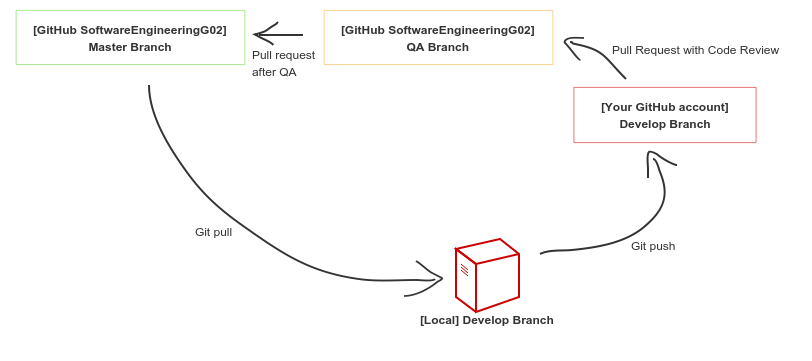 [GitHub SoftwareEngineeringG02]
Master Branch
Pull request
after QA
[GitHub SoftwareEngineeringG02]
QA Branch
Pull Request with Code Review
[Your GitHub account]
Develop Branch
Git pull
Git push
[Local] Develop Branch